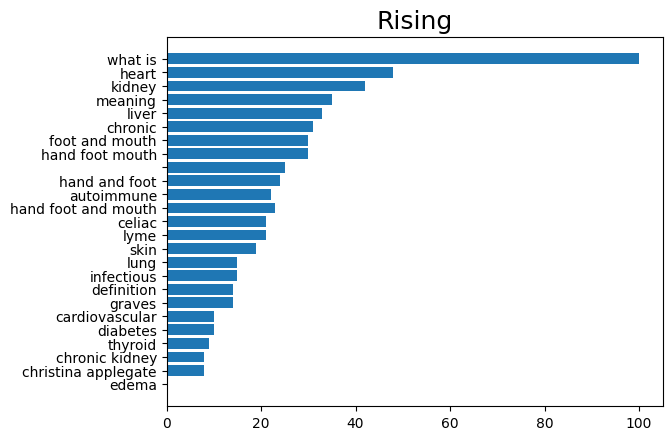 Rising
what is
heart
kidney
meaning
liver
chronic
foot and mouth
hand foot mouth
hand and foot
autoimmune
hand foot and mouth
celiac
lyme
skin
lung
infectious
definition
graves
cardiovascular
diabetes
thyroid
chronic kidney
christina applegate
edema
0 20 40 60 80 100